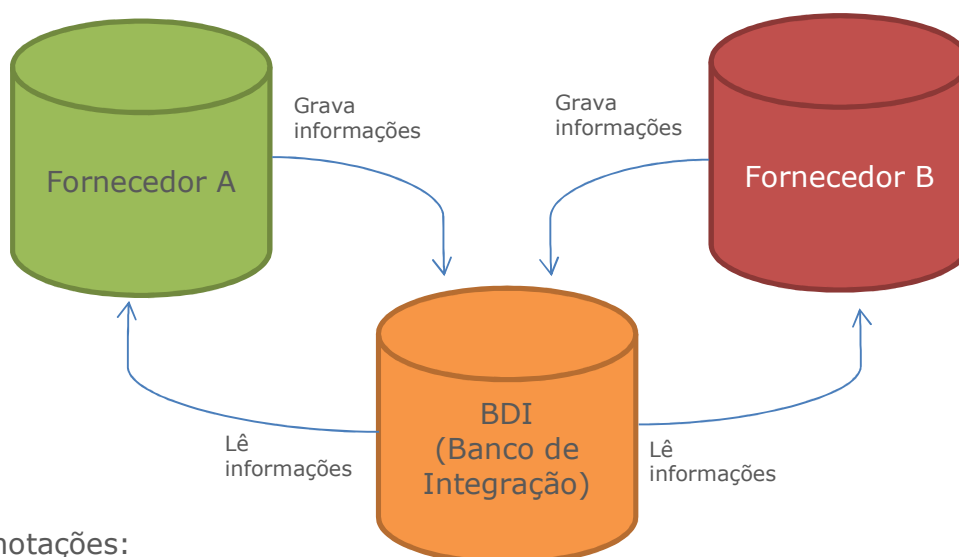 Grava
informações
Grava
informações
Fornecedor A
Fornecedor B
BDI
(Banco de
Integração)
Lê
informações
Lê
informações
notações: